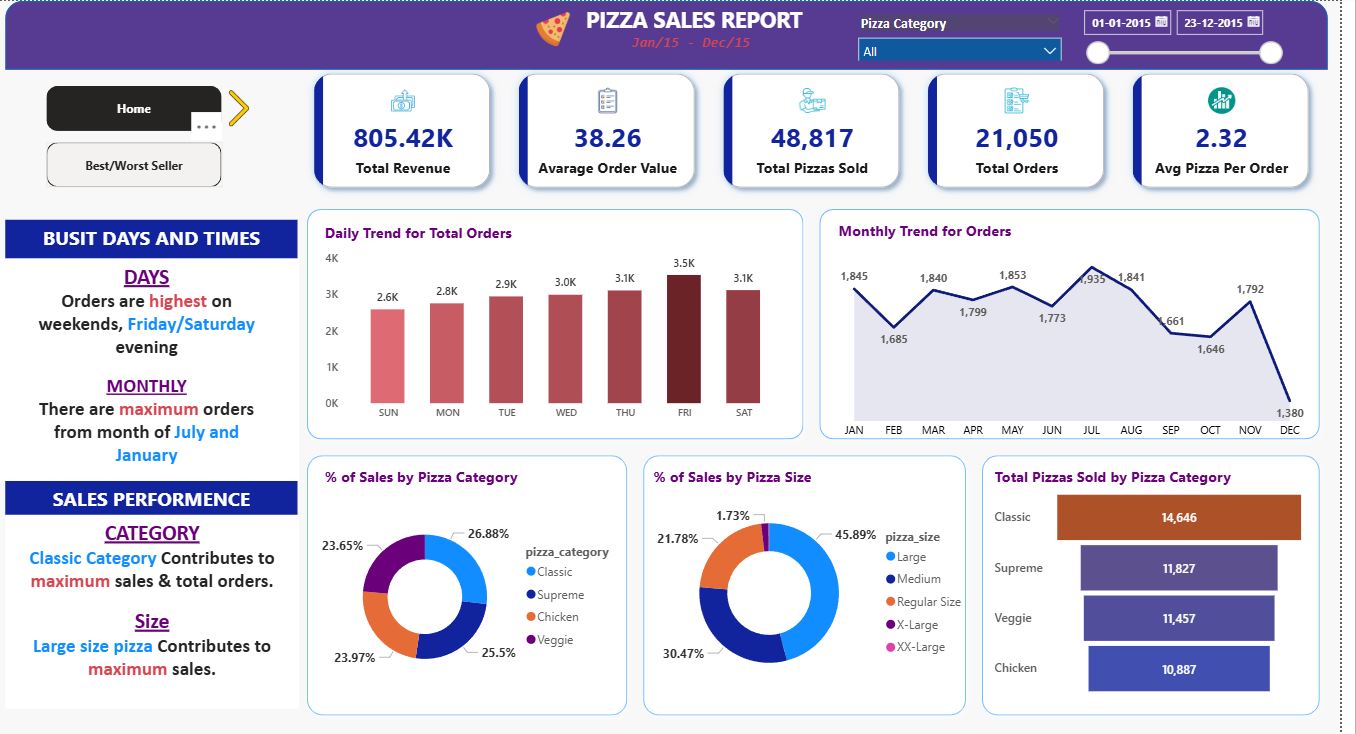 PIZZA SALES REPORT
Jan/15 - Dec/15
Pizza Category
All
01-01-2015
23-12-2015
Home
...
Best/Worst Seller
805.42K
Total Revenue
38.26
Avarage Order Value
48,817
Total Pizzas Sold
21,050
Total Orders
2.32
Avg Pizza Per Order
BUSIT DAYS AND TIMES
DAYS
Orders are highest on
weekends, Friday/Saturday
evening
MONTHLY
There are maximum orders
from month of July and
January
SALES PERFORMENCE
CATEGORY
Classic Category Contributes to
maximum sales & total orders.
Size
Large size pizza Contributes to
maximum sales.
Daily Trend for Total Orders
4K
3K
2K
1K
0K
2.6K
2.8K
2.9K
3.0K
3.1K
3.5K
3.1K
SUN
MON
TUE
WED
THU
FRI
SAT
Monthly Trend for Orders
1,845
1,685
1,840
1,799
1,853
1,773
1,935
1,841
1,661
1,646
1,792
1,380
JAN
FEB
MAR
APR
MAY
JUN
JUL
AUG
SEP
OCT
NOV
DEC
% of Sales by Pizza Category
26.88%
25.5%
23.97%
23.65%
pizza_category
Classic
Supreme
Chicken
Veggie
% of Sales by Pizza Size
1.73%
45.89%
21.78%
30.47%
pizza_size
Large
Medium
Regular Size
X-Large
XX-Large
Total Pizzas Sold by Pizza Category
Classic
14,646
Supreme
11,827
Veggie
11,457
Chicken
10,887